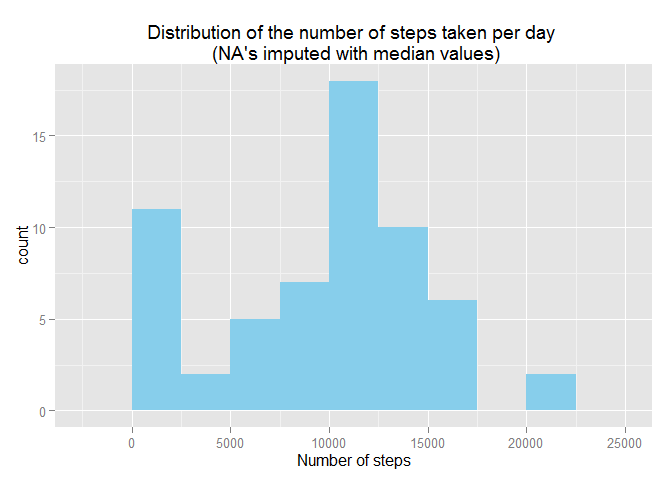 Distribution of the number of steps taken per day
(NA's imputed with median values)
count
15
10
5
0
0 5000 10000 15000 20000 25000
Number of steps